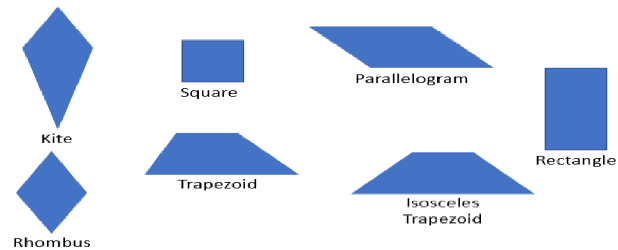 Kite
Square
Parallelogram
Rectangle
Rhombus
Trapezoid
Isosceles
Trapezoid